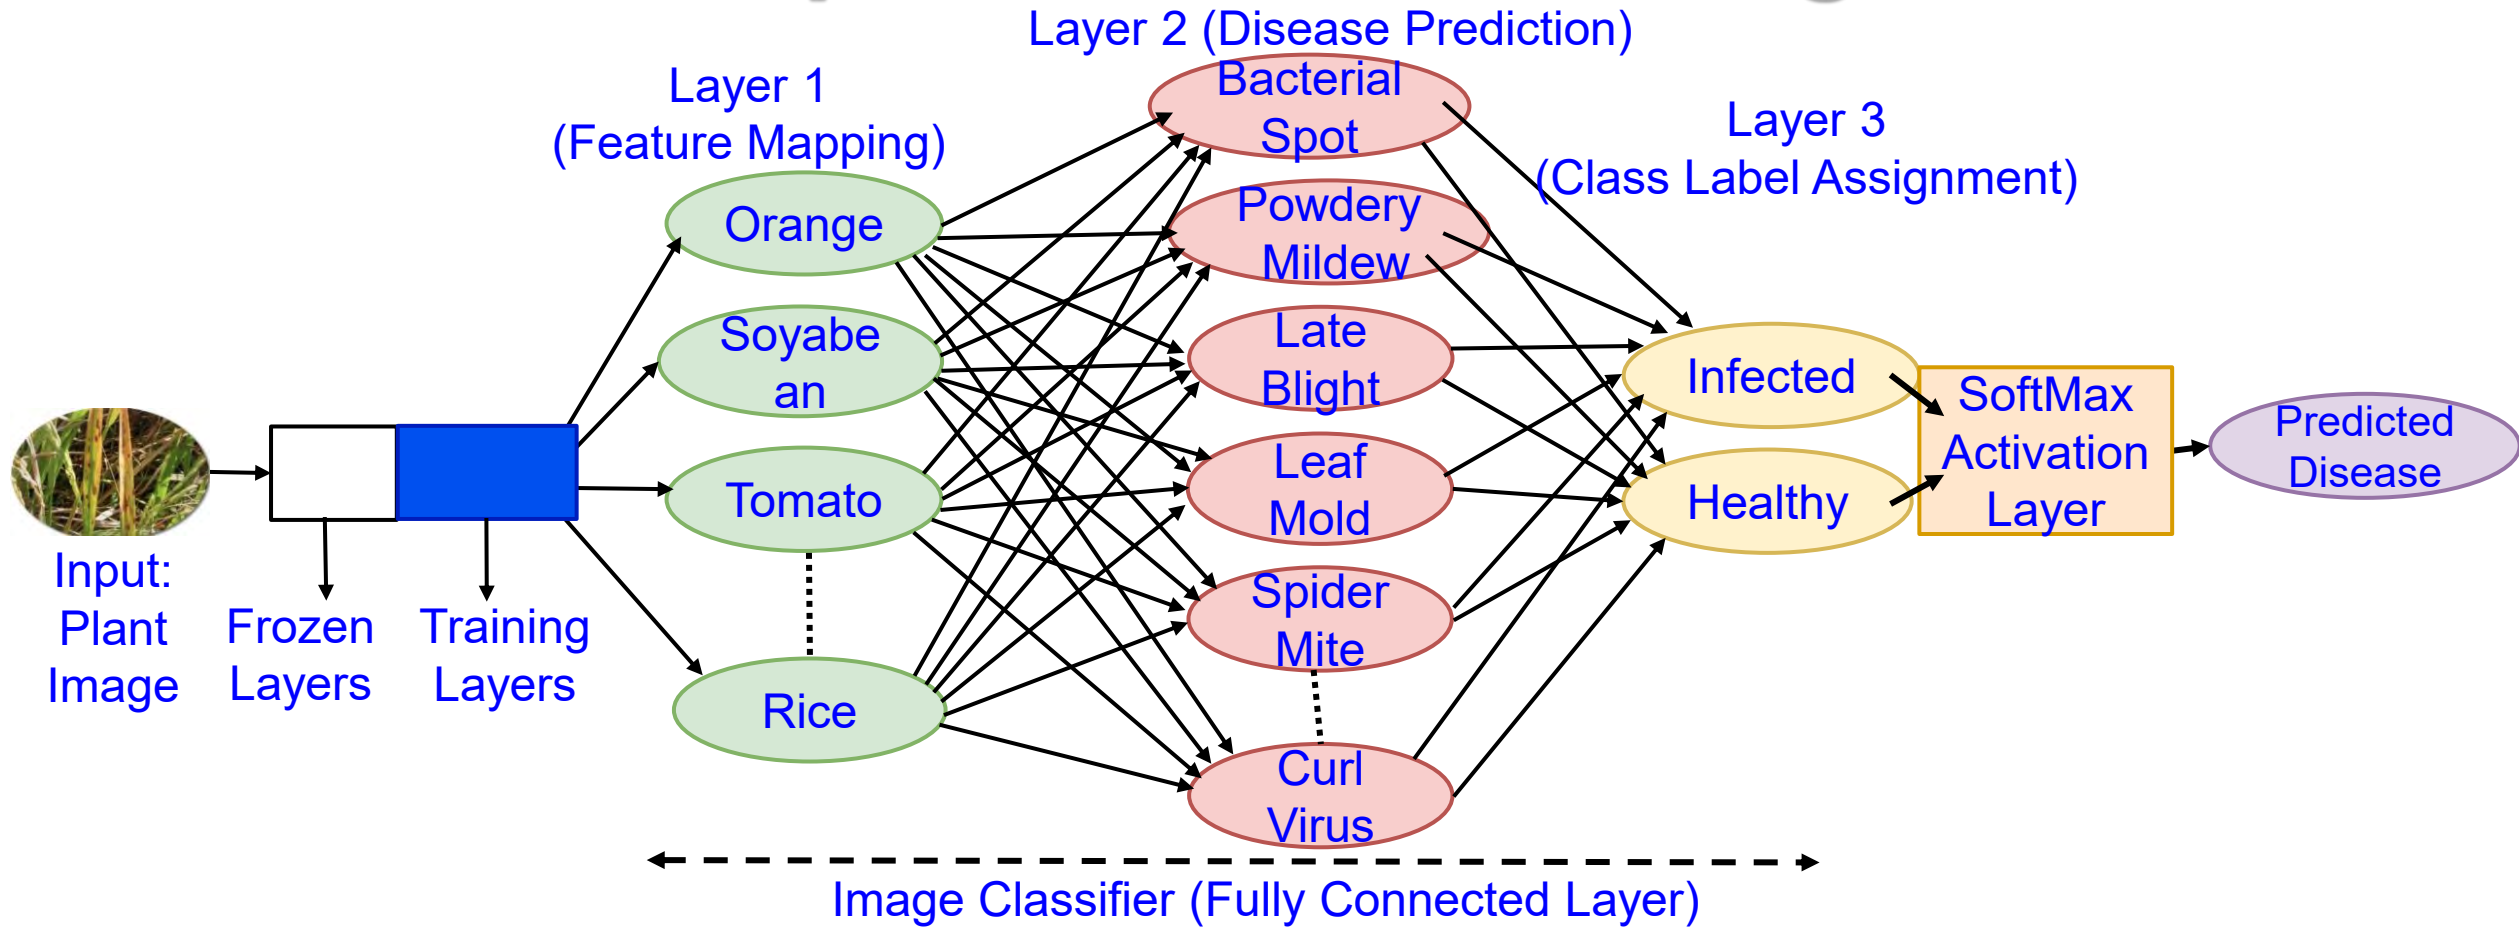 Layer 2 (Disease Prediction)
Layer 1
(Feature Mapping)
Layer 3
(Class Label Assignment)
Input:
Plant
Image
Frozen
Layers
Training
Layers
Orange
Soyabe
an
Tomato
Rice
Bacterial
Spot
Powdery
Mildew
Late
Blight
Leaf
Mold
Spider
Mite
Curl
Virus
Infected
Healthy
SoftMax
Activation
Layer
Predicted
Disease
Image Classifier (Fully Connected Layer)